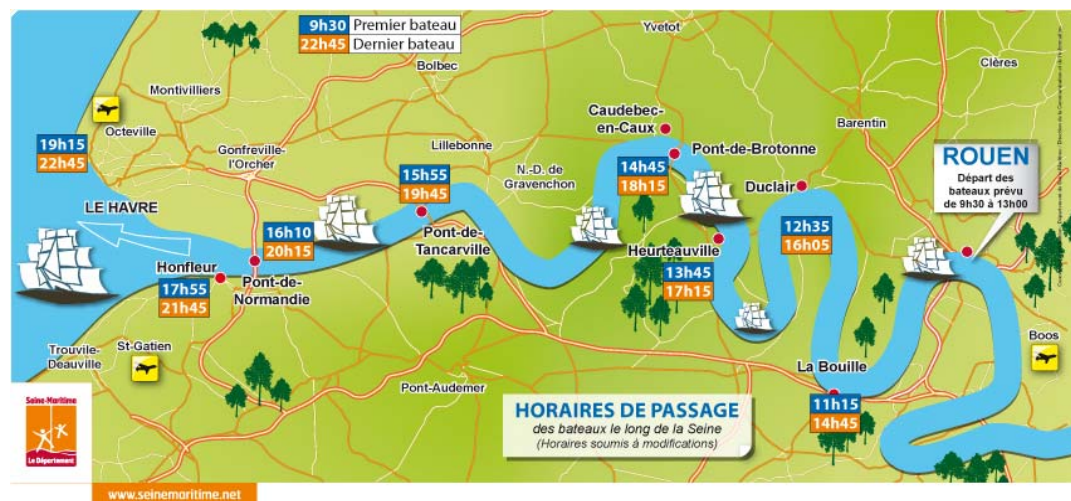 9h30 Premier bateau
22h45 Dernier bateau
Yvetot
Clères
Bolbec
Montivilliers
Octeville
Caudebec-
en-Caux
Barentin
19h15
22h45
Gonfreville-
l'Orcher
Lillebonne
Pont-de-Brotonne
ROUEN
Départ des
bateaux prévu
de 9h30 à 13h00
14h45
18h15
15h55
19h45
N.-D. de
Gravenchon
Duclair
LE HAVRE
16h10
20h15
Pont-de-
Tancarville
12h35
16h05
Heurteauville
13h45
17h15
Honfleur
17h55
21h45
Pont-de-
Normandie
Trouvile-
Deauville
St-Gatien
Boos
La Bouille
11h15
14h45
Pont-Audemer
HORAIRES DE PASSAGE
des bateaux le long de la Seine
(Horaires soumis à modifications)
Seine-Maritime
Le Département
www.seinemaritime.net